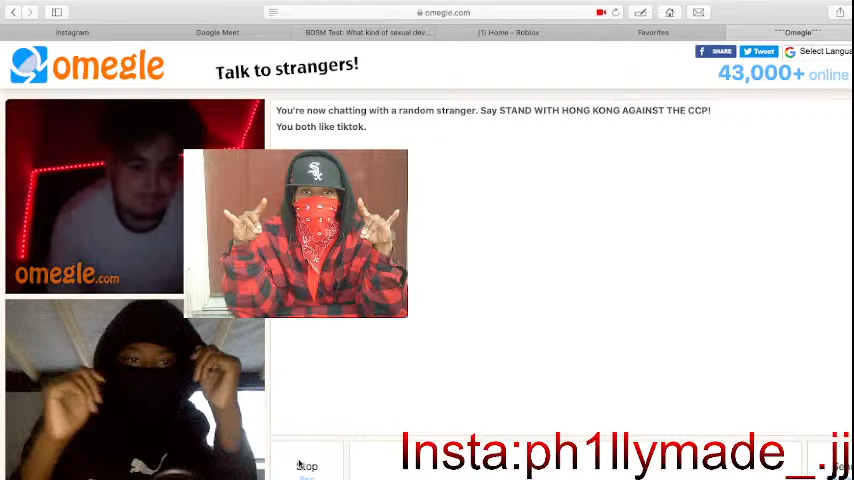 omegle.com
Instagram
Google Meet
BDSM Test: What kind of sexual dev...
(1) Home - Roblox
Favorites
Omegle
omegle
Talk to strangers!
SHARE
Tweet
Select Langua
43,000+ online
You're now chatting with a random stranger. Say STAND WITH HONG KONG AGAINST THE CCP!
You both like tiktok.
omegle.com
Stop
Insta:ph1llymade_.jj